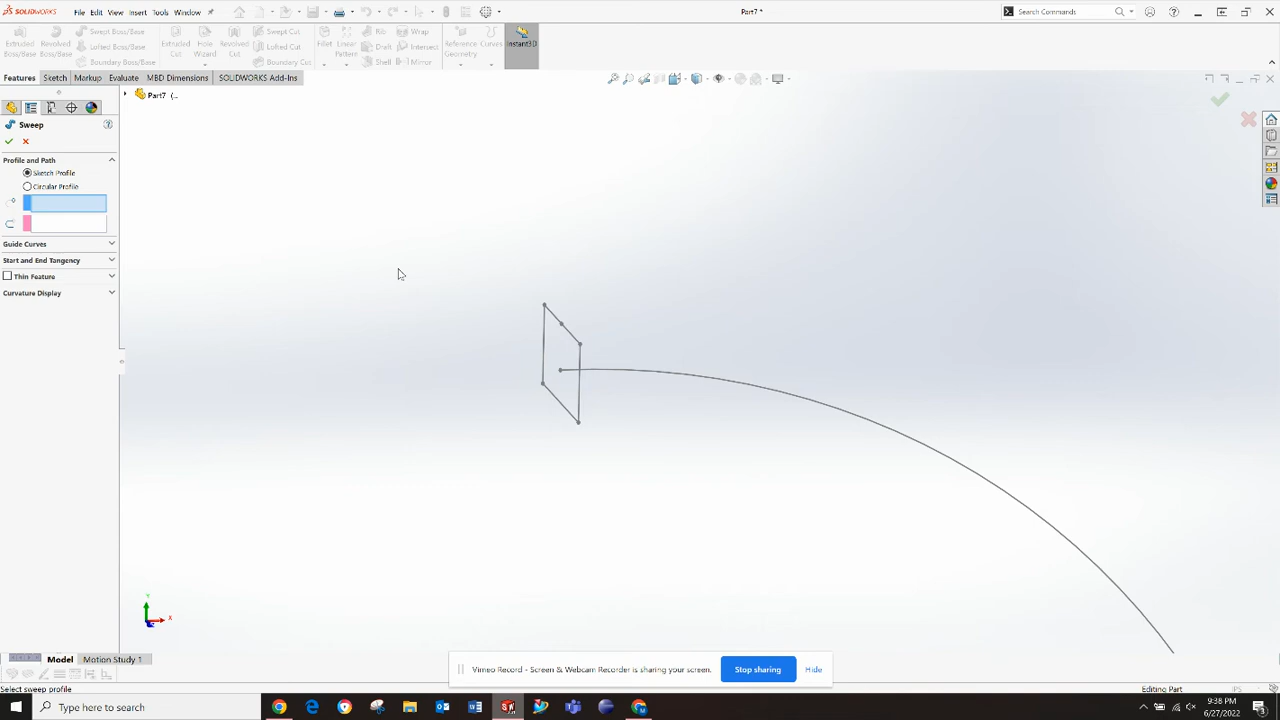 SOLIDWORKS File Edit View Insert Tools Window Part7 * Search Commands
Extruded Boss/Base Revolved Boss/Base Swept Boss/Base Lofted Boss/Base Boundary Boss/Base Extruded Cut Hole Wizard Revolved Cut Swept Cut Lofted Cut Boundary Cut Fillet Linear Pattern Rib Draft Shell Wrap Intersect Mirror Reference Geometry Curves Instant3D
Features Sketch Markup Evaluate MBD Dimensions SOLIDWORKS Add-Ins
Part7 (...
Sweep
Profile and Path
Sketch Profile
Circular Profile
Guide Curves
Start and End Tangency
Thin Feature
Curvature Display
Y
X
Model Motion Study 1
Vimeo Record - Screen & Webcam Recorder is sharing your screen. Stop sharing Hide
Select sweep profile Editing Part IPS
Type here to search
9:38 PM
6/27/2022